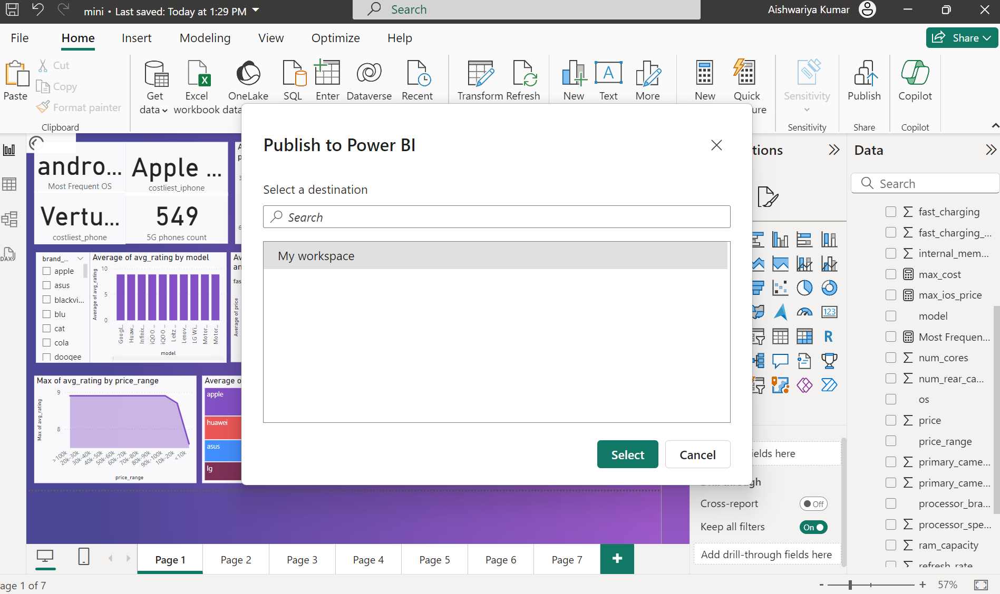 mini • Last saved: Today at 1:29 PM
Search
Aishwariya Kumar
File
Home
Insert
Modeling
View
Optimize
Help
Share
Paste
Cut
Copy
Format painter
Clipboard
Get
data
Excel
workbook
OneLake
data
SQL
Enter
Dataverse
Recent
Transform
Refresh
New
Text
More
New
Quick
ure
Sensitivity
Sensitivity
Publish
Share
Copilot
Copilot
andro...
Most Frequent OS
Apple ...
costliest_iphone
Vertu...
costliest_phone
549
5G phones count
brand_...
apple
asus
blackvi...
blu
cat
cola
doogee
Average of avg_rating by model
Average of avg_rating
10
5
0
Googl...
Huaw...
Infinix...
iQOO ...
iQOO ...
Leitz ...
Lenov...
LG Wi...
Motor...
Motor...
model
Av
an
fas
Average of price
Max of avg_rating by price_range
Max of avg_rating
9
8
>100k
20k-30k
30k-40k
40k-50k
50k-60k
60k-70k
70k-80k
80k-90k
90k-100k
10k-20k
<10k
price_range
Average o
apple
huawei
asus
lg
Publish to Power BI
Select a destination
Search
My workspace
Select
Cancel
tions
123
R
ields here
gh
Cross-report
Off
Keep all filters
On
Add drill-through fields here
Data
Search
fast_charging
fast_charging_...
internal_mem...
max_cost
max_ios_price
model
Most Frequen...
num_cores
num_rear_ca...
os
price
price_range
primary_came...
primary_came...
processor_bra...
processor_spe...
ram_capacity
refresh_rate
DAX
Page 1
Page 2
Page 3
Page 4
Page 5
Page 6
Page 7
age 1 of 7
57%